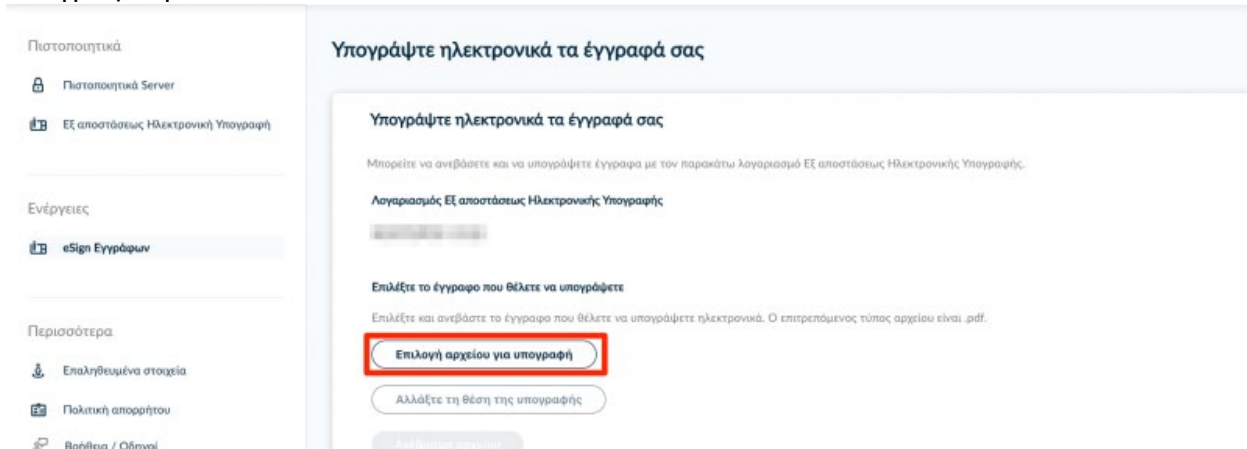 Πιστοποιητικά
Πιστοποιητικά Server
Εξ αποστάσεως Ηλεκτρονική Υπογραφή
Ενέργειες
eSign Εγγράφων
Περισσότερα
Επαληθευμένα στοιχεία
Πολιτική απορρήτου
Βοήθεια / Οδηγοί
Υπογράψτε ηλεκτρονικά τα έγγραφά σας
Υπογράψτε ηλεκτρονικά τα έγγραφά σας
Μπορείτε να ανεβάσετε και να υπογράψετε έγγραφα με τον παρακάτω λογαριασμό Εξ αποστάσεως Ηλεκτρονικής Υπογραφής.
Λογαριασμός Εξ αποστάσεως Ηλεκτρονικής Υπογραφής
Επιλέξτε το έγγραφο που θέλετε να υπογράψετε
Επιλέξτε και ανεβάστε το έγγραφο που θέλετε να υπογράψετε ηλεκτρονικά. Ο επιτρεπόμενος τύπος αρχείου είναι .pdf.
Επιλογή αρχείου για υπογραφή
Αλλάξτε τη θέση της υπογραφής